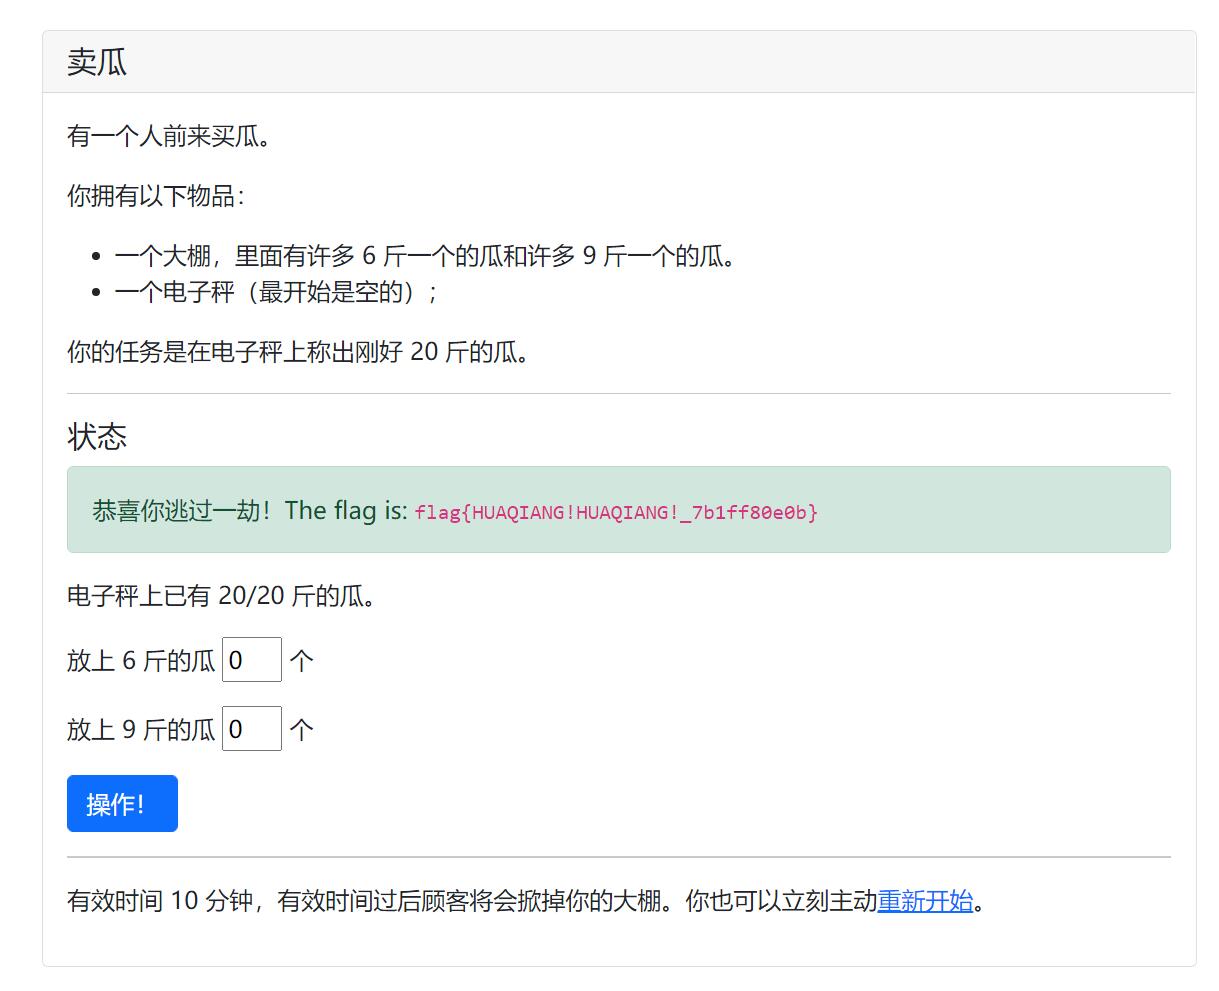 卖瓜
有一个人前来买瓜。
你拥有以下物品：
• 一个大棚，里面有许多 6 斤一个的瓜和许多 9 斤一个的瓜。
• 一个电子秤（最开始是空的）；
你的任务是在电子秤上称出刚好 20 斤的瓜。
状态
恭喜你逃过一劫！The flag is: flag{HUAQIANG!HUAQIANG!_7b1ff80e0b}
电子秤上已有 20/20 斤的瓜。
放上 6 斤的瓜 0 个
放上 9 斤的瓜 0 个
操作！
有效时间 10 分钟，有效时间过后顾客将会掀掉你的大棚。你也可以立刻主动重新开始。